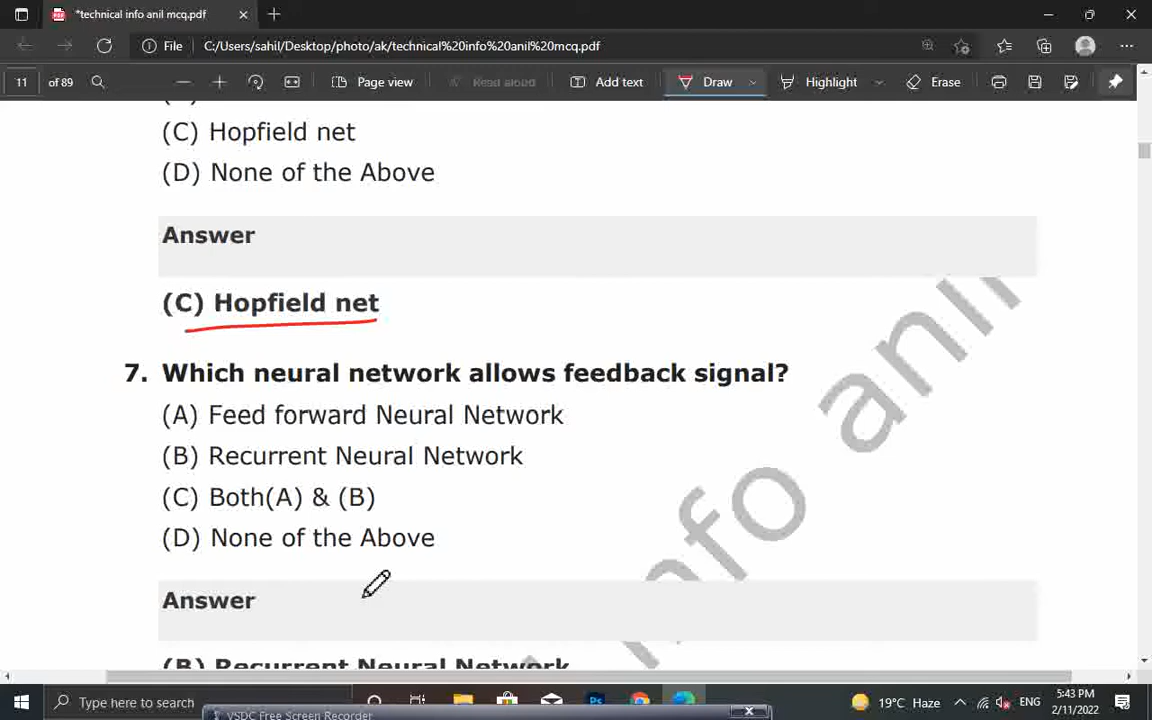 *technical info anil mcq.pdf
File
C:/Users/sahil/Desktop/photo/ak/technical%20info%20anil%20mcq.pdf
11 of 89
Page view
Read aloud
Add text
Draw
Highlight
Erase
(C) Hopfield net
(D) None of the Above
Answer
(C) Hopfield net
7. Which neural network allows feedback signal?
(A) Feed forward Neural Network
(B) Recurrent Neural Network
(C) Both(A) & (B)
(D) None of the Above
Answer
(B) Recurrent Neural Network
info anil
Type here to search
19°C Haze
ENG
5:43 PM
2/11/2022
VSDC Free Screen Recorder